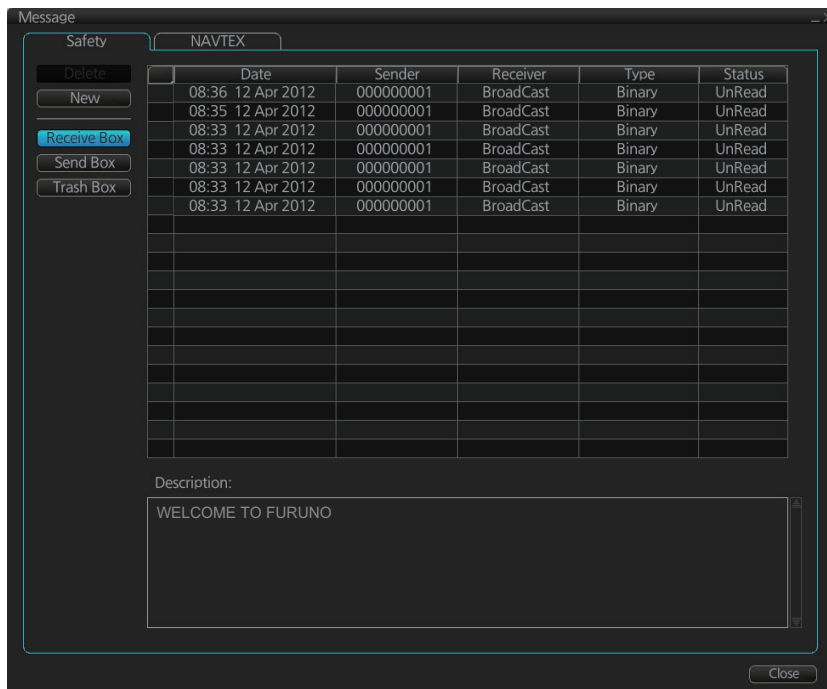 Message
Safety NAVTEX
Delete
New
Receive Box
Send Box
Trash Box
Date Sender Receiver Type Status
08:36 12 Apr 2012 000000001 BroadCast Binary UnRead
08:35 12 Apr 2012 000000001 BroadCast Binary UnRead
08:33 12 Apr 2012 000000001 BroadCast Binary UnRead
08:33 12 Apr 2012 000000001 BroadCast Binary UnRead
08:33 12 Apr 2012 000000001 BroadCast Binary UnRead
08:33 12 Apr 2012 000000001 BroadCast Binary UnRead
08:33 12 Apr 2012 000000001 BroadCast Binary UnRead
Description:
WELCOME TO FURUNO
Close